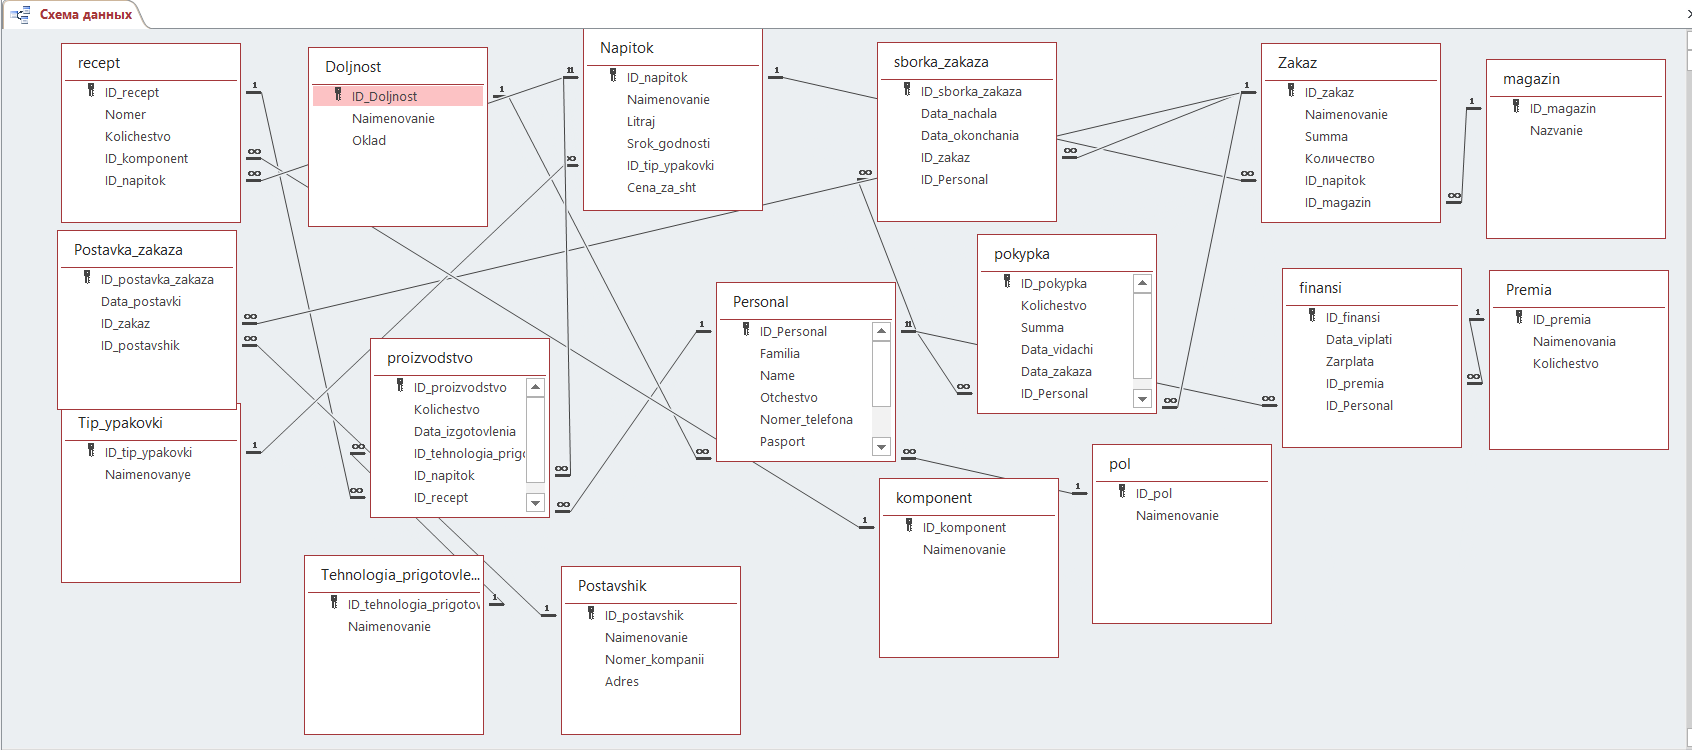 Схема данных
recept
ID_recept
Nomer
Kolichestvo
ID_komponent
ID_napitok
Doljnost
ID_Doljnost
Naimenovanie
Oklad
Napitok
ID_napitok
Naimenovanie
Litraj
Srok_godnosti
ID_tip_ypakovki
Cena_za_sht
sborka_zakaza
ID_sborka_zakaza
Data_nachala
Data_okonchania
ID_zakaz
ID_Personal
Zakaz
ID_zakaz
Naimenovanie
Summa
Количество
ID_napitok
ID_magazin
magazin
ID_magazin
Nazvanie
Postavka_zakaza
ID_postavka_zakaza
Data_postavki
ID_zakaz
ID_postavshik
Tip_ypakovki
ID_tip_ypakovki
Naimenovanye
proizvodstvo
ID_proizvodstvo
Kolichestvo
Data_izgotovlenia
ID_tehnologia_prigo
ID_napitok
ID_recept
Personal
ID_Personal
Familia
Name
Otchestvo
Nomer_telefona
Pasport
pokypka
ID_pokypka
Kolichestvo
Summa
Data_vidachi
Data_zakaza
ID_Personal
finansi
ID_finansi
Data_viplati
Zarplata
ID_premia
ID_Personal
Premia
ID_premia
Naimenovania
Kolichestvo
Tehnologia_prigotovle...
ID_tehnologia_prigotov
Naimenovanie
Postavshik
ID_postavshik
Naimenovanie
Nomer_kompanii
Adres
komponent
ID_komponent
Naimenovanie
pol
ID_pol
Naimenovanie